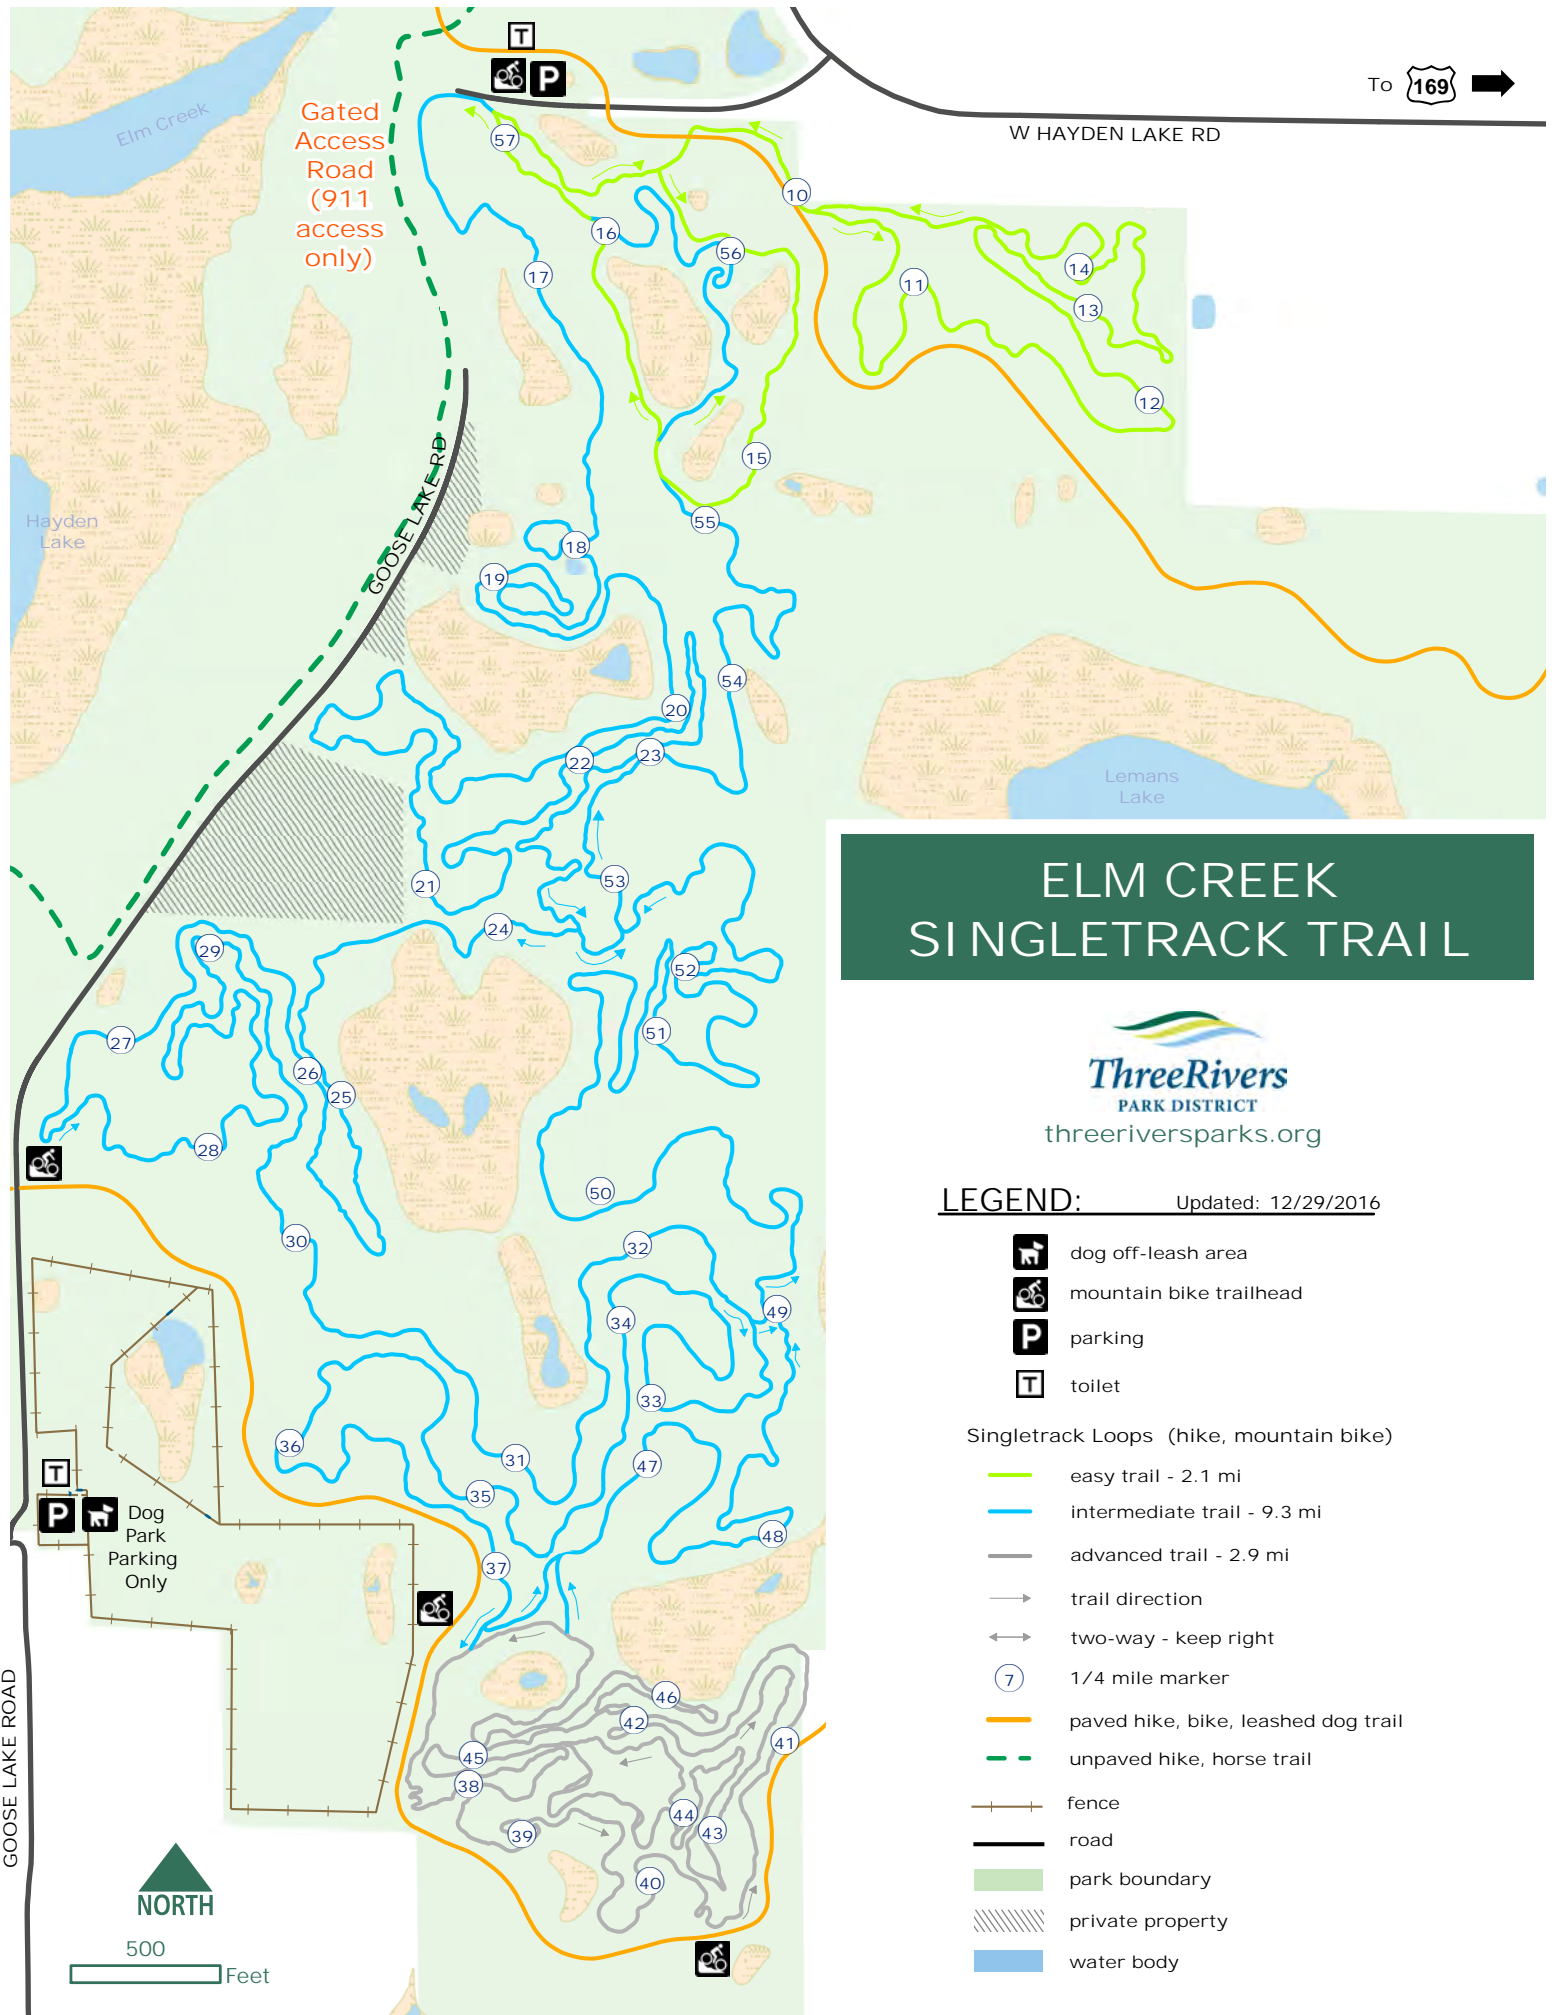 T
P
To 169
W HAYDEN LAKE RD
Elm Creek
Gated
Access
Road
(911
access
only)
57
10
16
56
17
14
11
13
12
15
GOOSE LAKE RD
Hayden
Lake
55
18
19
54
20
23
22
Lemans
Lake
53
21
24
29
52
51
27
26
25
28
50
30
32
49
34
33
36
31
47
35
48
37
T
P
Dog
Park
Parking
Only
46
42
41
45
38
44
43
39
40
GOOSE LAKE ROAD
NORTH
500
Feet
ELM CREEK
SINGLETRACK TRAIL
ThreeRivers
PARK DISTRICT
threeriversparks.org
LEGEND: Updated: 12/29/2016
dog off-leash area
mountain bike trailhead
P parking
T toilet
Singletrack Loops (hike, mountain bike)
easy trail - 2.1 mi
intermediate trail - 9.3 mi
advanced trail - 2.9 mi
trail direction
two-way - keep right
7 1/4 mile marker
paved hike, bike, leashed dog trail
unpaved hike, horse trail
fence
road
park boundary
private property
water body